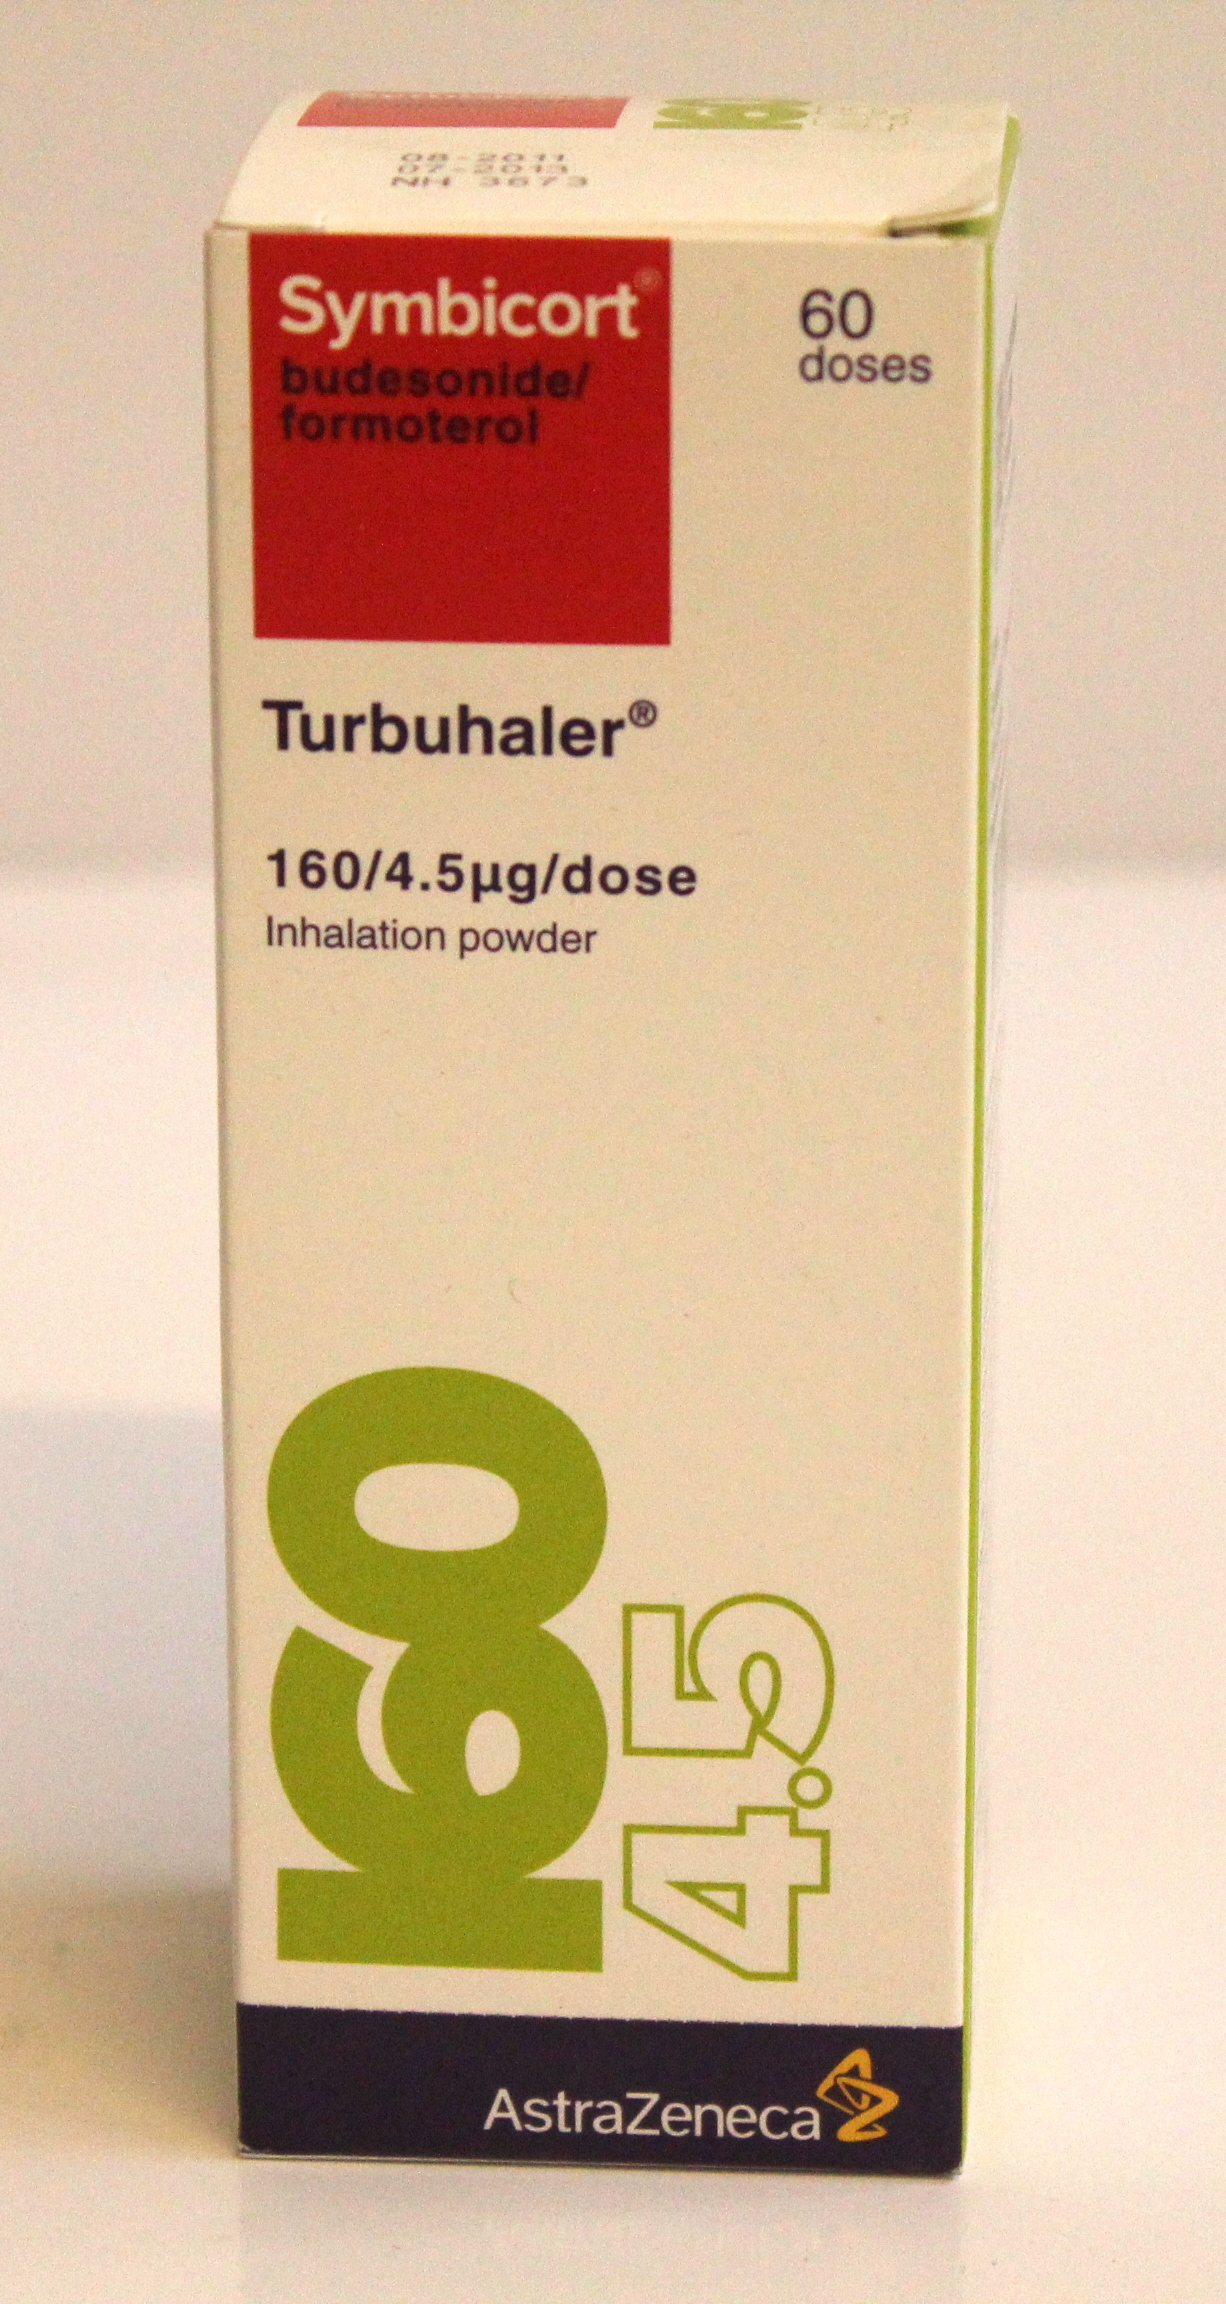 08-2011
07-2013
NH 3673
Symbicort®
budesonide/
formoterol
60
doses
Turbuhaler®
160/4.5µg/dose
Inhalation powder
160
4.5
AstraZeneca